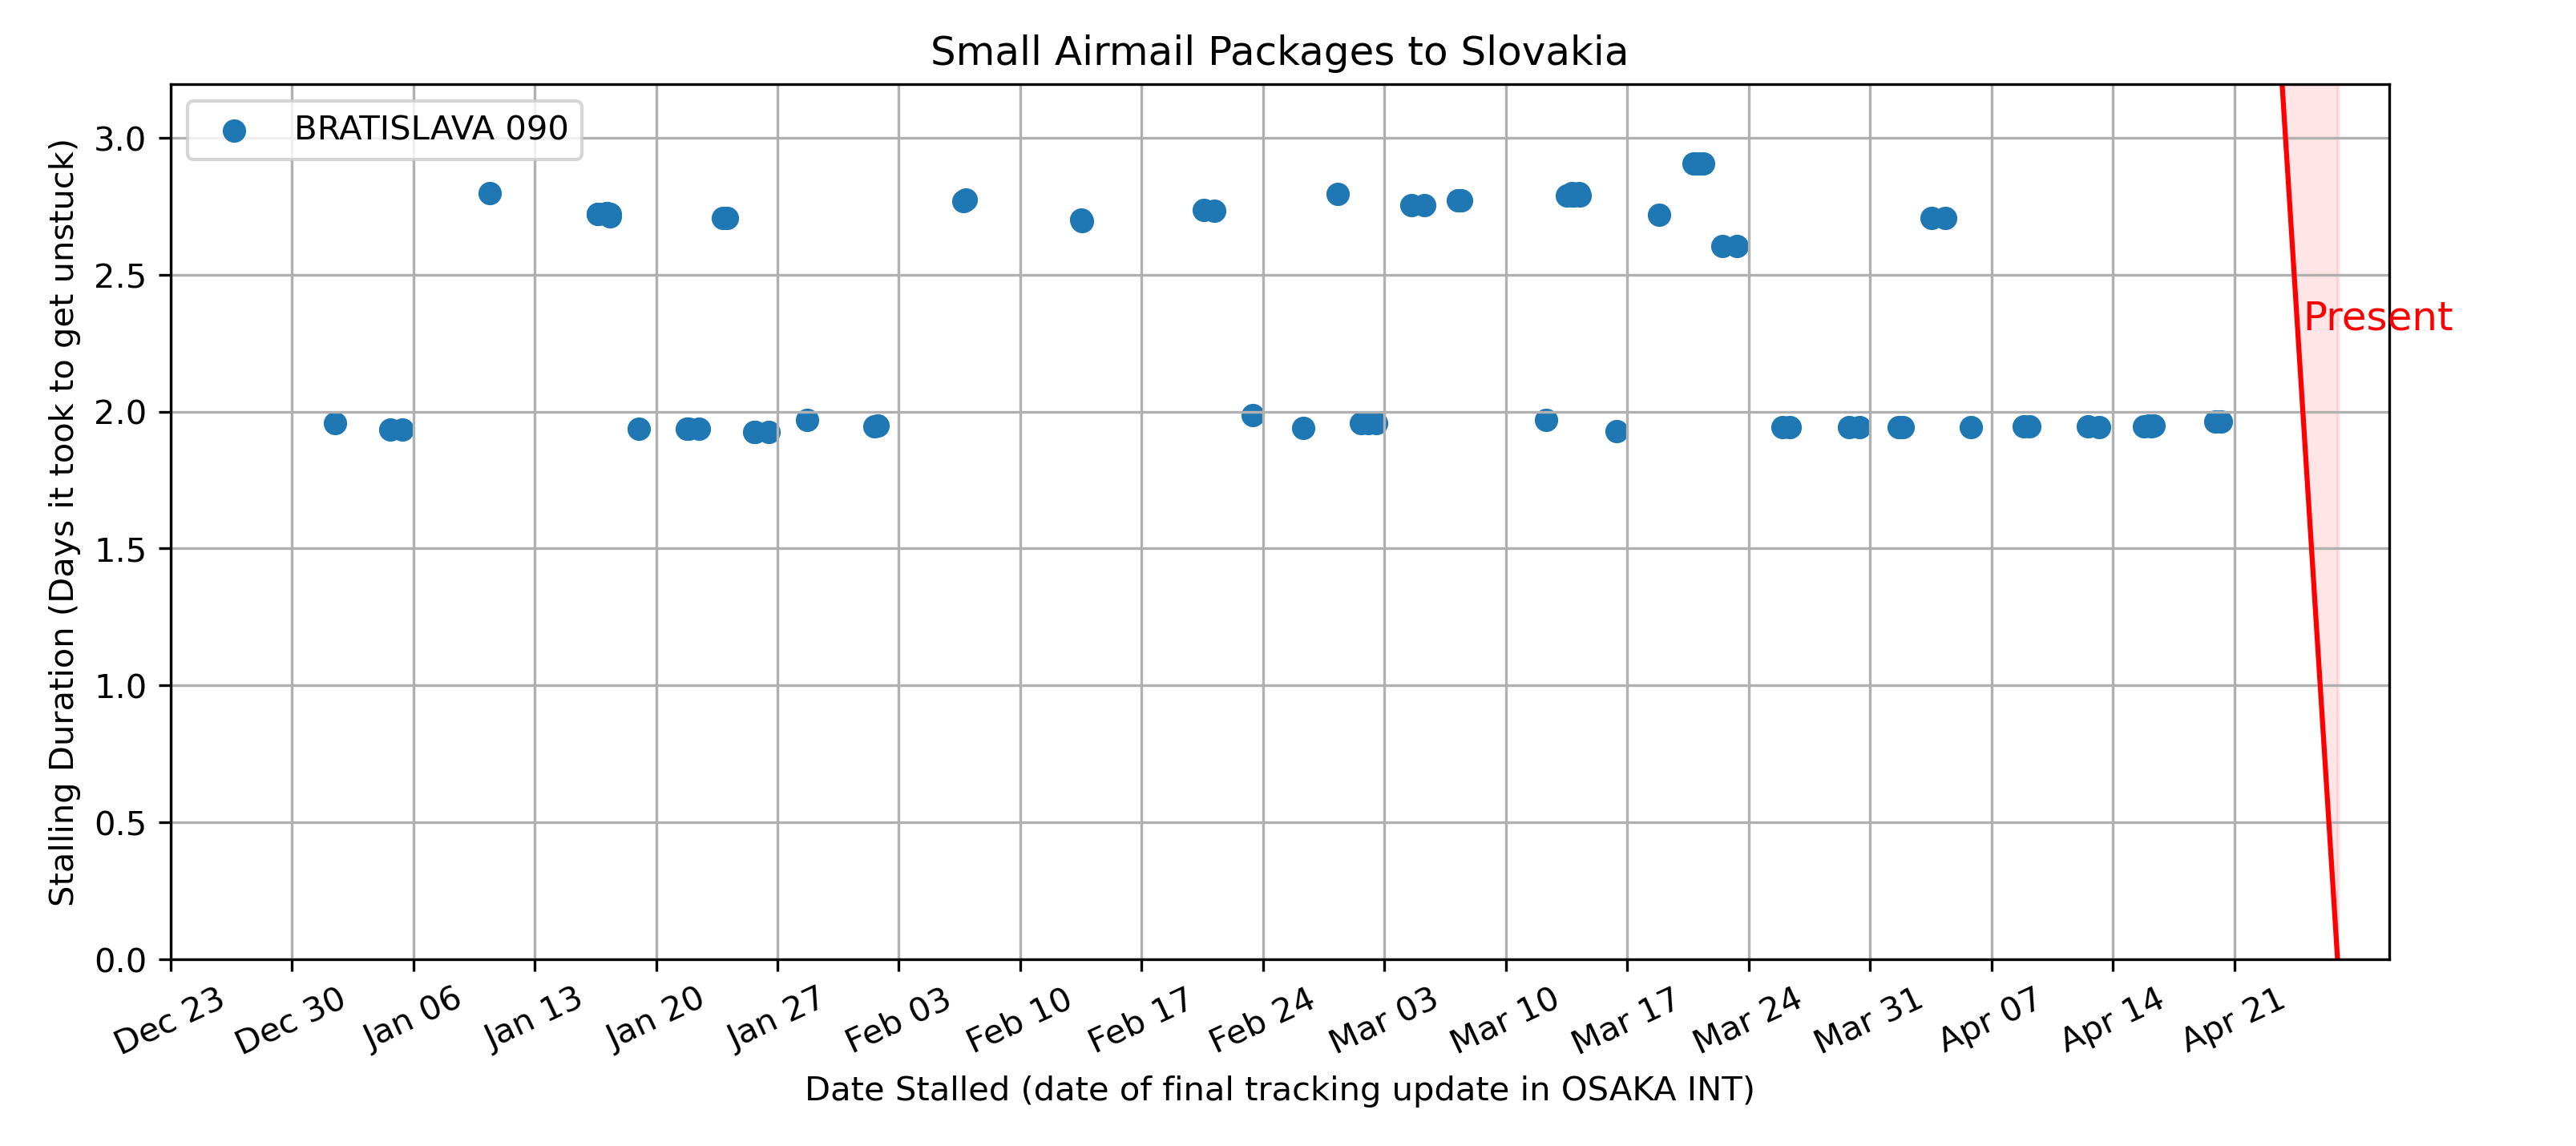 Small Airmail Packages to Slovakia
BRATISLAVA 090
Stalling Duration (Days it took to get unstuck)
3.0
2.5
2.0
1.5
1.0
0.5
0.0
Present
Dec 23
Dec 30
Jan 06
Jan 13
Jan 20
Jan 27
Feb 03
Feb 10
Feb 17
Feb 24
Mar 03
Mar 10
Mar 17
Mar 24
Mar 31
Apr 07
Apr 14
Apr 21
Date Stalled (date of final tracking update in OSAKA INT)